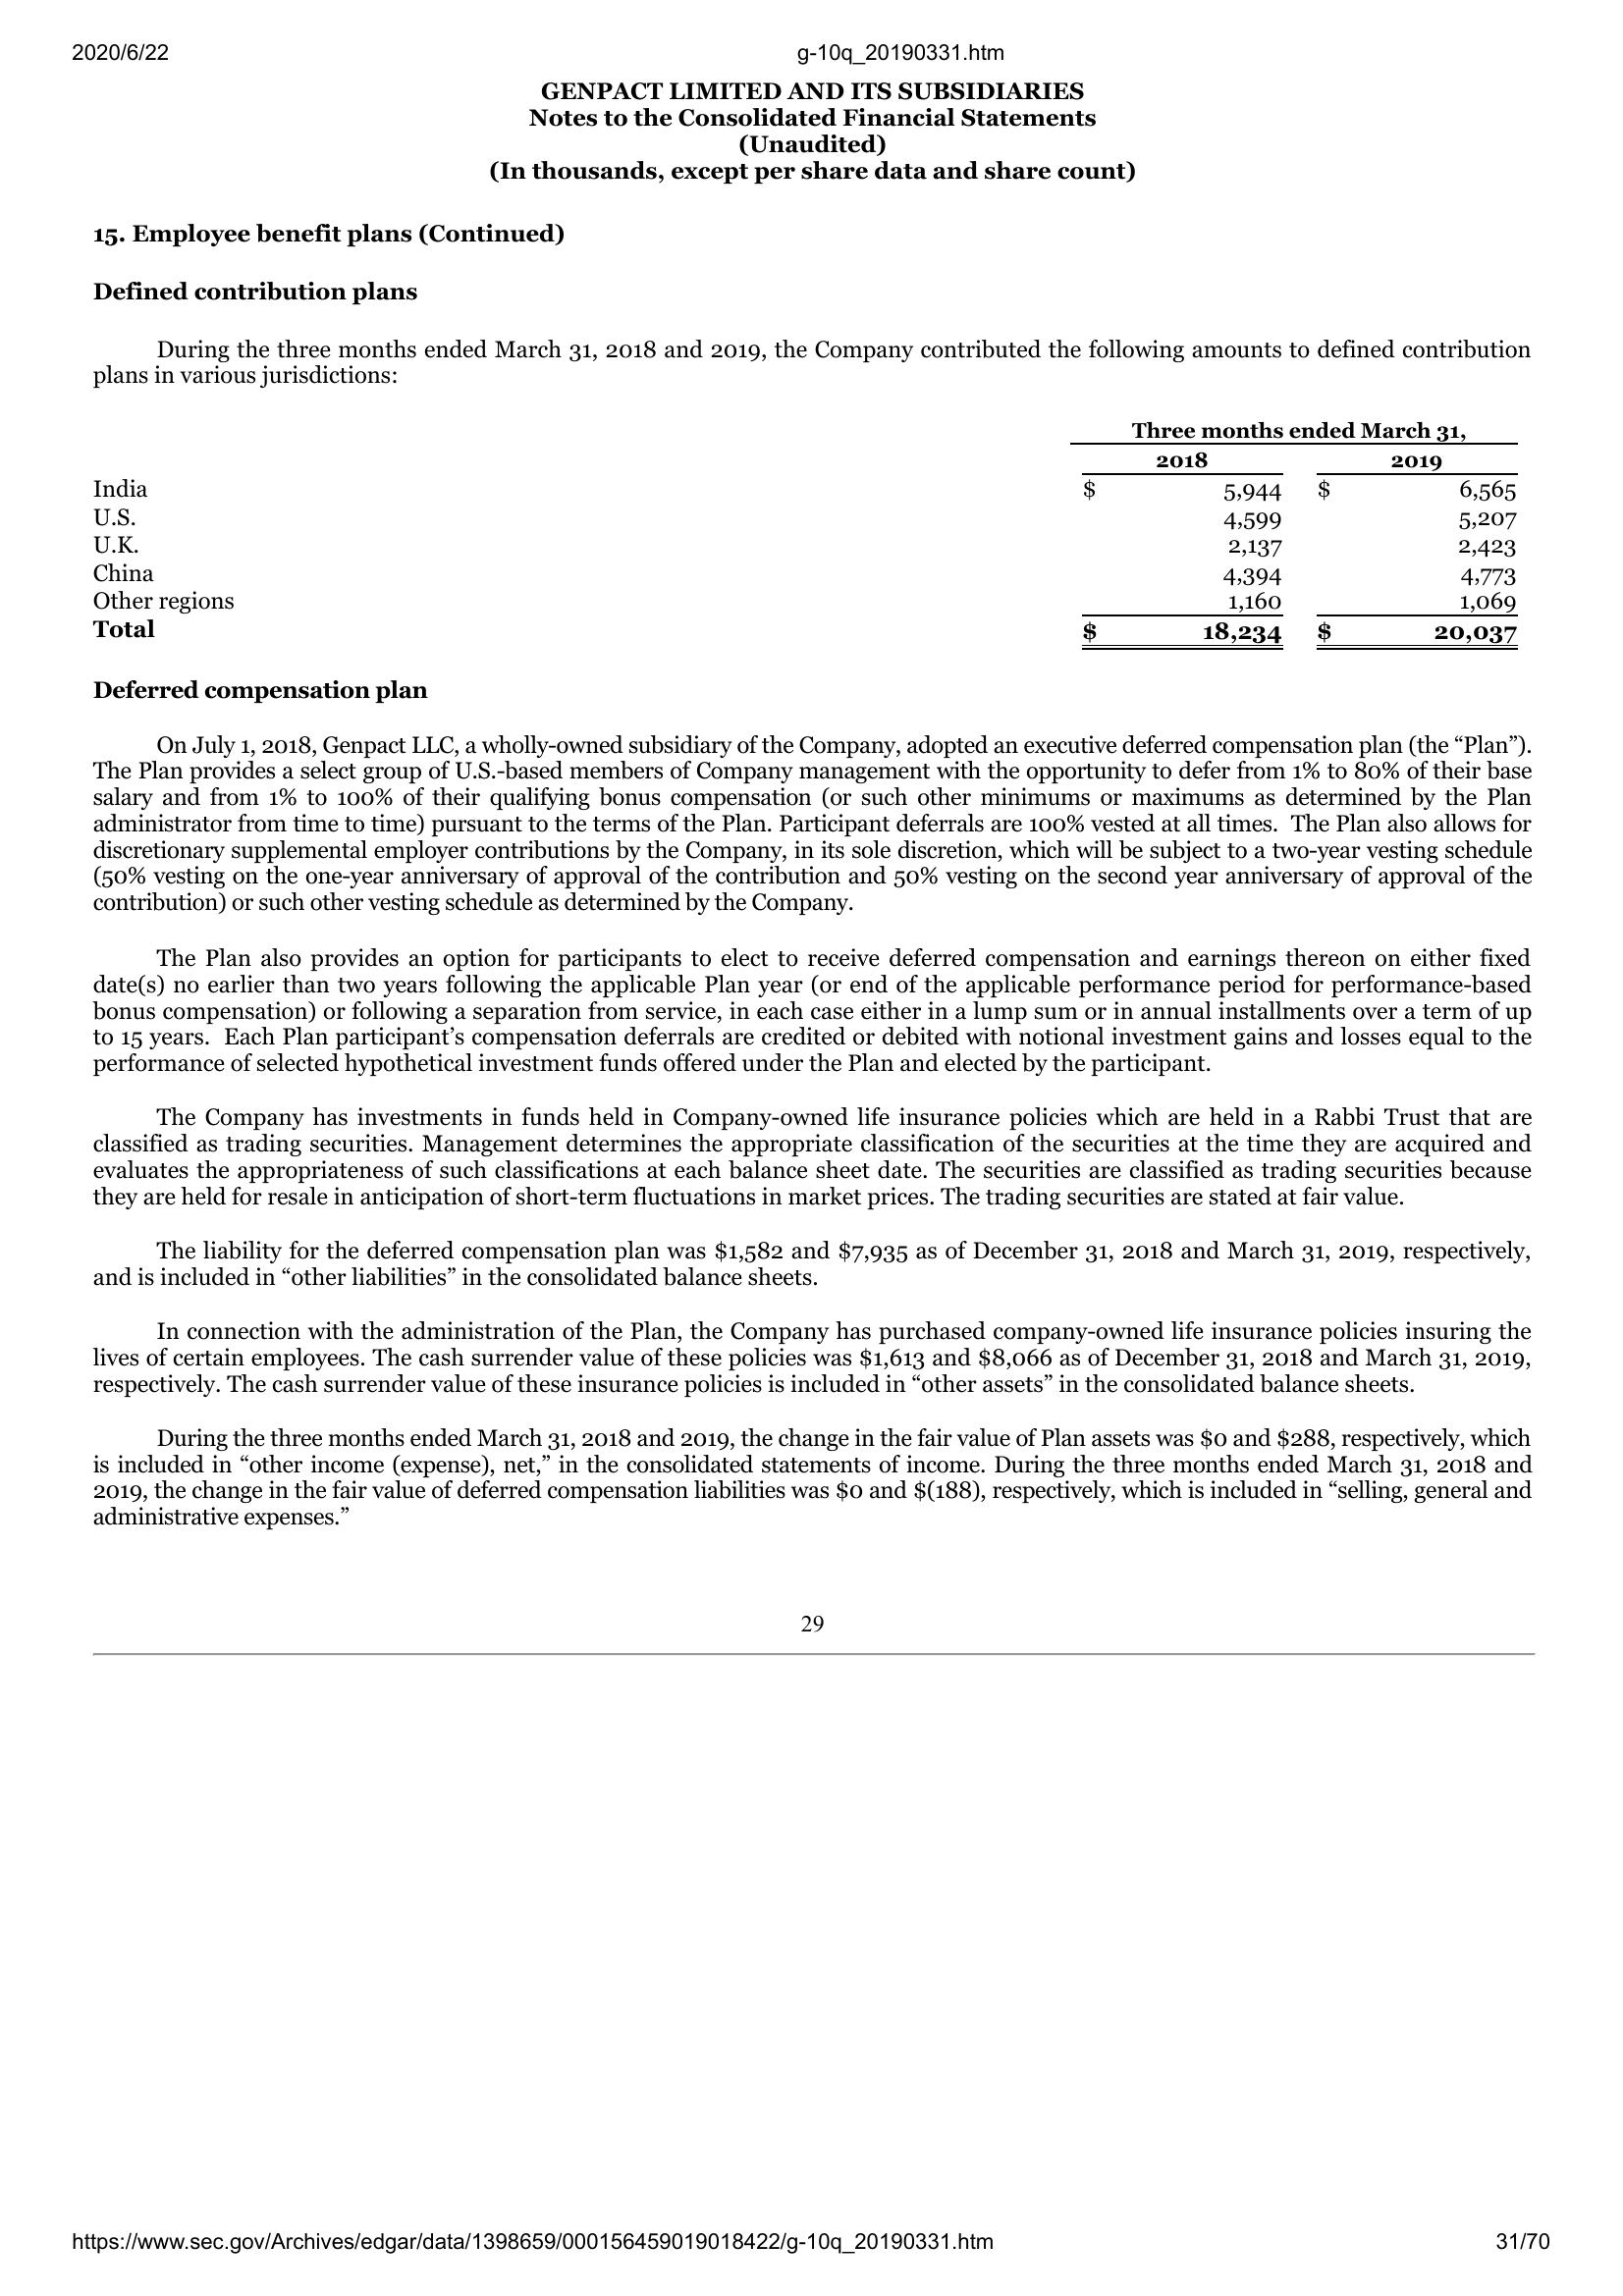 2020/6/22 g-10q_20190331.htm
GENPACT LIMITED AND ITS SUBSIDIARIES
Notes to the Consolidated Financial Statements
(Unaudited)
(In thousands, except per share data and share count)
15. Employee benefit plans (Continued)
Defined contribution plans
During the three months ended March 31, 2018 and 2019, the Company contributed the following amounts to defined contribution
plans in various jurisdictions:
Three months ended March 31,
2018 2019
India $ 5,944 $ 6,565
U.S. 4,599 5,207
U.K. 2,137 2,423
China 4,394 4,773
Other regions 1,160 1,069
Total $ 18,234 $ 20,037
Deferred compensation plan
On July 1, 2018, Genpact LLC, a wholly-owned subsidiary of the Company, adopted an executive deferred compensation plan (the “Plan”).
The Plan provides a select group of U.S.-based members of Company management with the opportunity to defer from 1% to 80% of their base
salary and from 1% to 100% of their qualifying bonus compensation (or such other minimums or maximums as determined by the Plan
administrator from time to time) pursuant to the terms of the Plan. Participant deferrals are 100% vested at all times. The Plan also allows for
discretionary supplemental employer contributions by the Company, in its sole discretion, which will be subject to a two-year vesting schedule
(50% vesting on the one-year anniversary of approval of the contribution and 50% vesting on the second year anniversary of approval of the
contribution) or such other vesting schedule as determined by the Company.
The Plan also provides an option for participants to elect to receive deferred compensation and earnings thereon on either fixed
date(s) no earlier than two years following the applicable Plan year (or end of the applicable performance period for performance-based
bonus compensation) or following a separation from service, in each case either in a lump sum or in annual installments over a term of up
to 15 years. Each Plan participant’s compensation deferrals are credited or debited with notional investment gains and losses equal to the
performance of selected hypothetical investment funds offered under the Plan and elected by the participant.
The Company has investments in funds held in Company-owned life insurance policies which are held in a Rabbi Trust that are
classified as trading securities. Management determines the appropriate classification of the securities at the time they are acquired and
evaluates the appropriateness of such classifications at each balance sheet date. The securities are classified as trading securities because
they are held for resale in anticipation of short-term fluctuations in market prices. The trading securities are stated at fair value.
The liability for the deferred compensation plan was $1,582 and $7,935 as of December 31, 2018 and March 31, 2019, respectively,
and is included in “other liabilities” in the consolidated balance sheets.
In connection with the administration of the Plan, the Company has purchased company-owned life insurance policies insuring the
lives of certain employees. The cash surrender value of these policies was $1,613 and $8,066 as of December 31, 2018 and March 31, 2019,
respectively. The cash surrender value of these insurance policies is included in “other assets” in the consolidated balance sheets.
During the three months ended March 31, 2018 and 2019, the change in the fair value of Plan assets was $0 and $288, respectively, which
is included in “other income (expense), net,” in the consolidated statements of income. During the three months ended March 31, 2018 and
2019, the change in the fair value of deferred compensation liabilities was $0 and $(188), respectively, which is included in “selling, general and
administrative expenses.”
29
https://www.sec.gov/Archives/edgar/data/1398659/000156459019018422/g-10q_20190331.htm 31/70